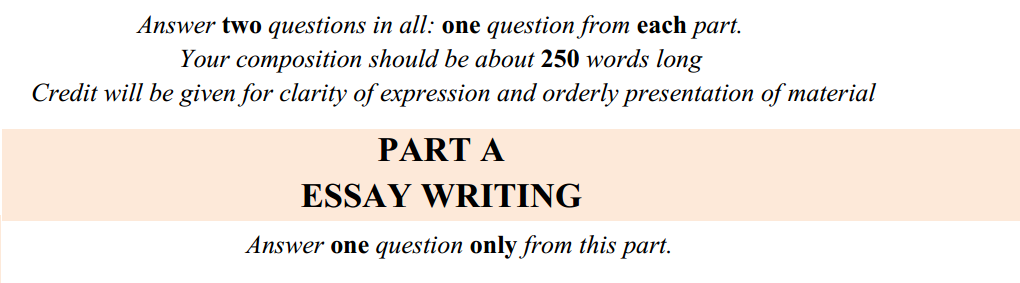 Answer two questions in all: one question from each part.
Your composition should be about 250 words long
Credit will be given for clarity of expression and orderly presentation of material
PART A
ESSAY WRITING
Answer one question only from this part.